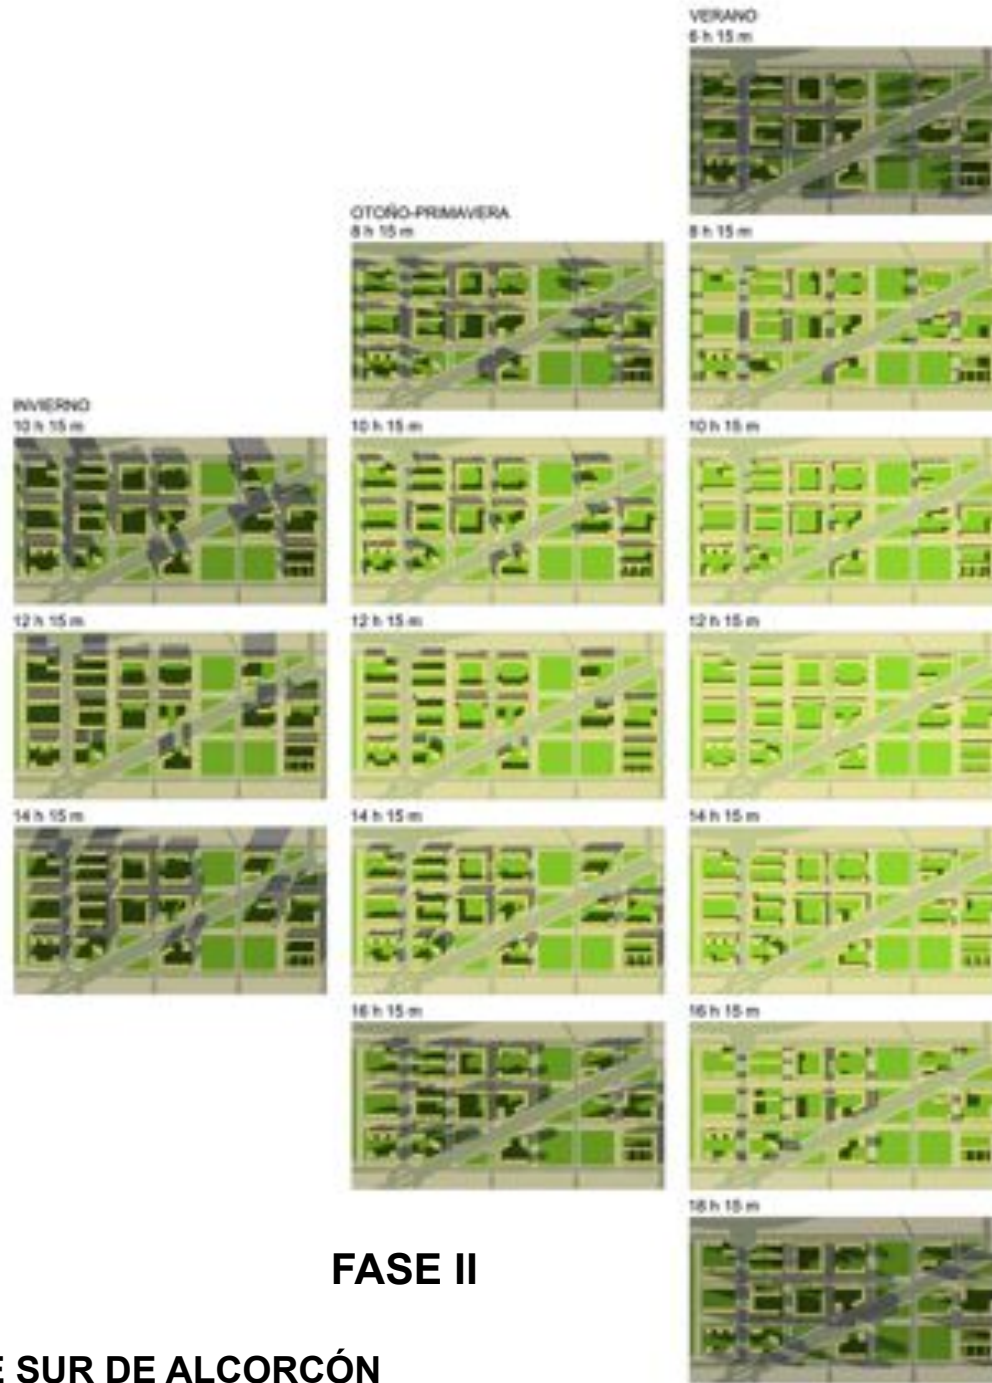 VERANO
6 h 15 m
OTOÑO-PRIMAVERA
8 h 15 m
8 h 15 m
INVIERNO
10 h 15 m
10 h 15 m
10 h 15 m
12 h 15 m
12 h 15 m
12 h 15 m
14 h 15 m
14 h 15 m
14 h 15 m
16 h 15 m
16 h 15 m
18 h 15 m
FASE II
E SUR DE ALCORCÓN